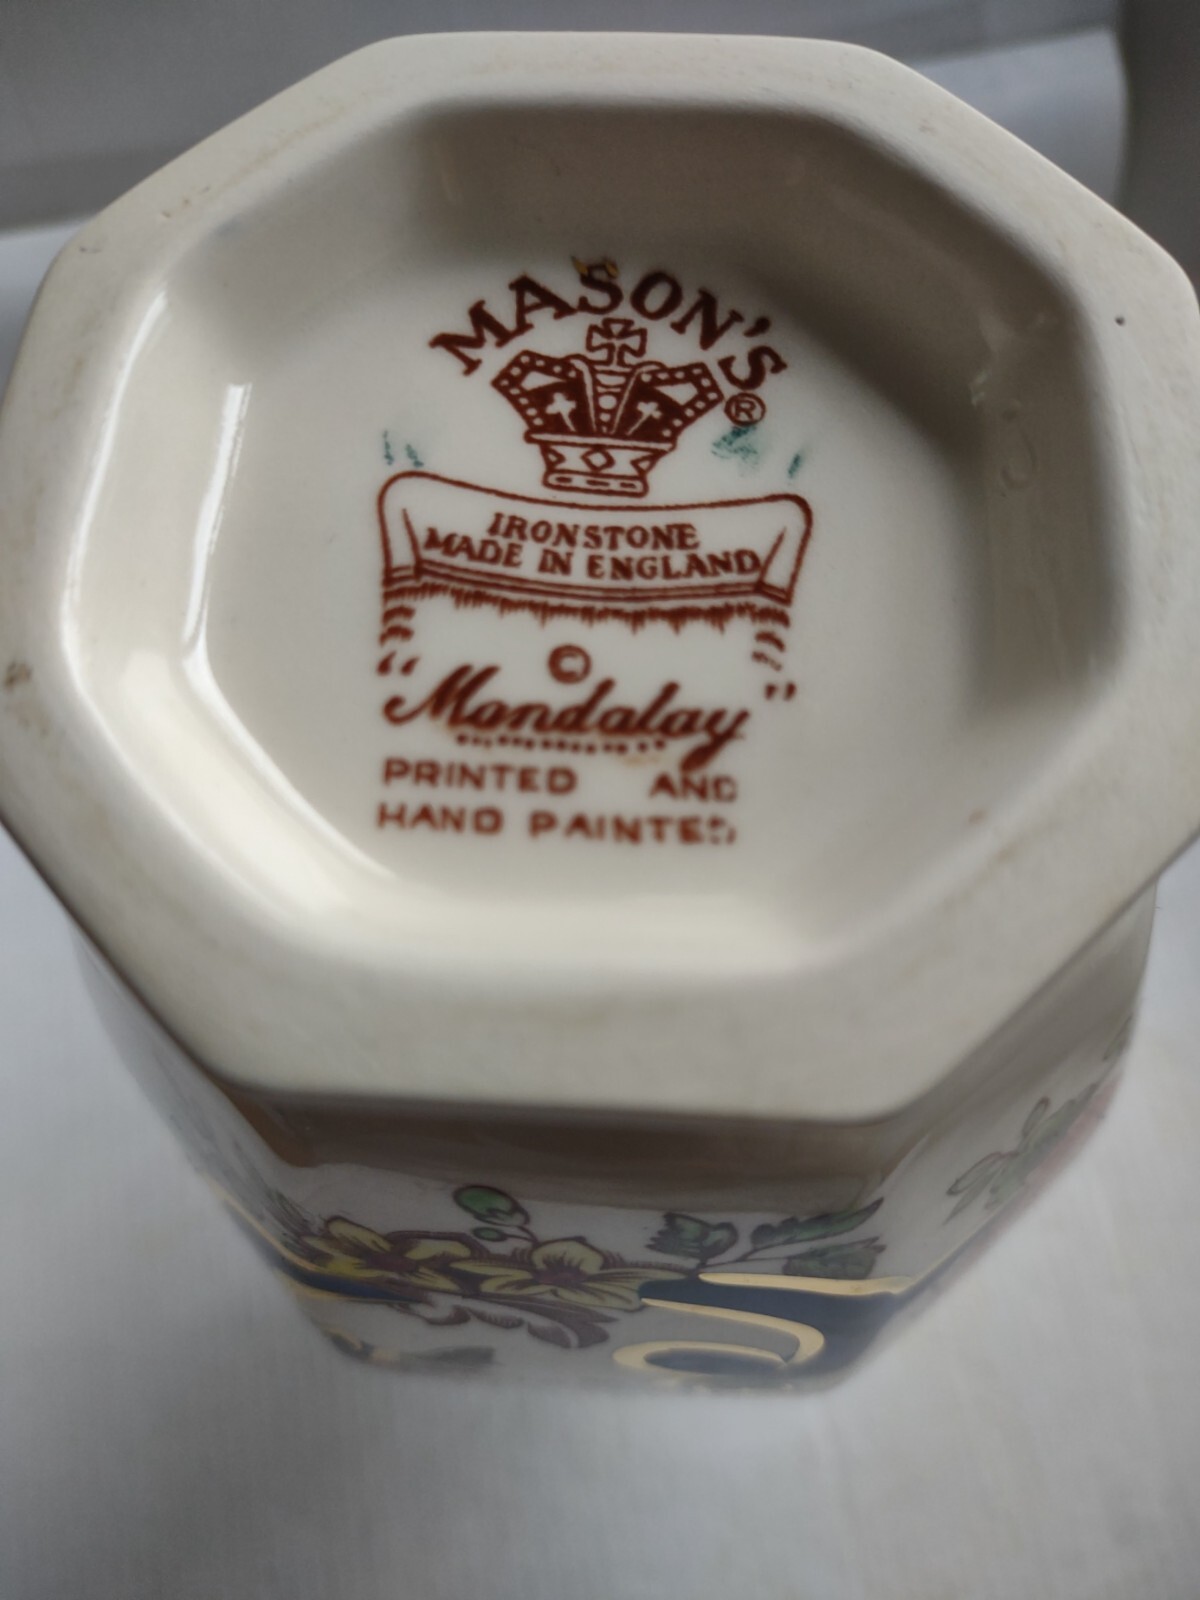 MASON'S ®
IRONSTONE
MADE IN ENGLAND
©
"Mandalay"
PRINTED AND
HAND PAINTED